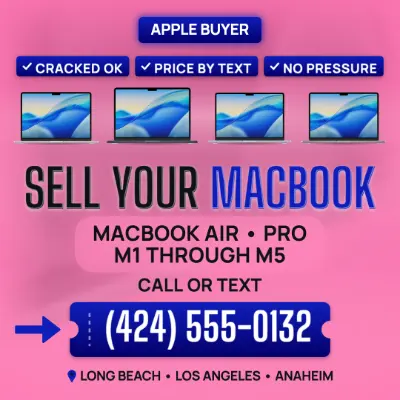 APPLE BUYER
✓ CRACKED OK ✓ PRICE BY TEXT ✓ NO PRESSURE
SELL YOUR MACBOOK
MACBOOK AIR • PRO
M1 THROUGH M5
CALL OR TEXT
(424) 555-0132
LONG BEACH • LOS ANGELES • ANAHEIM